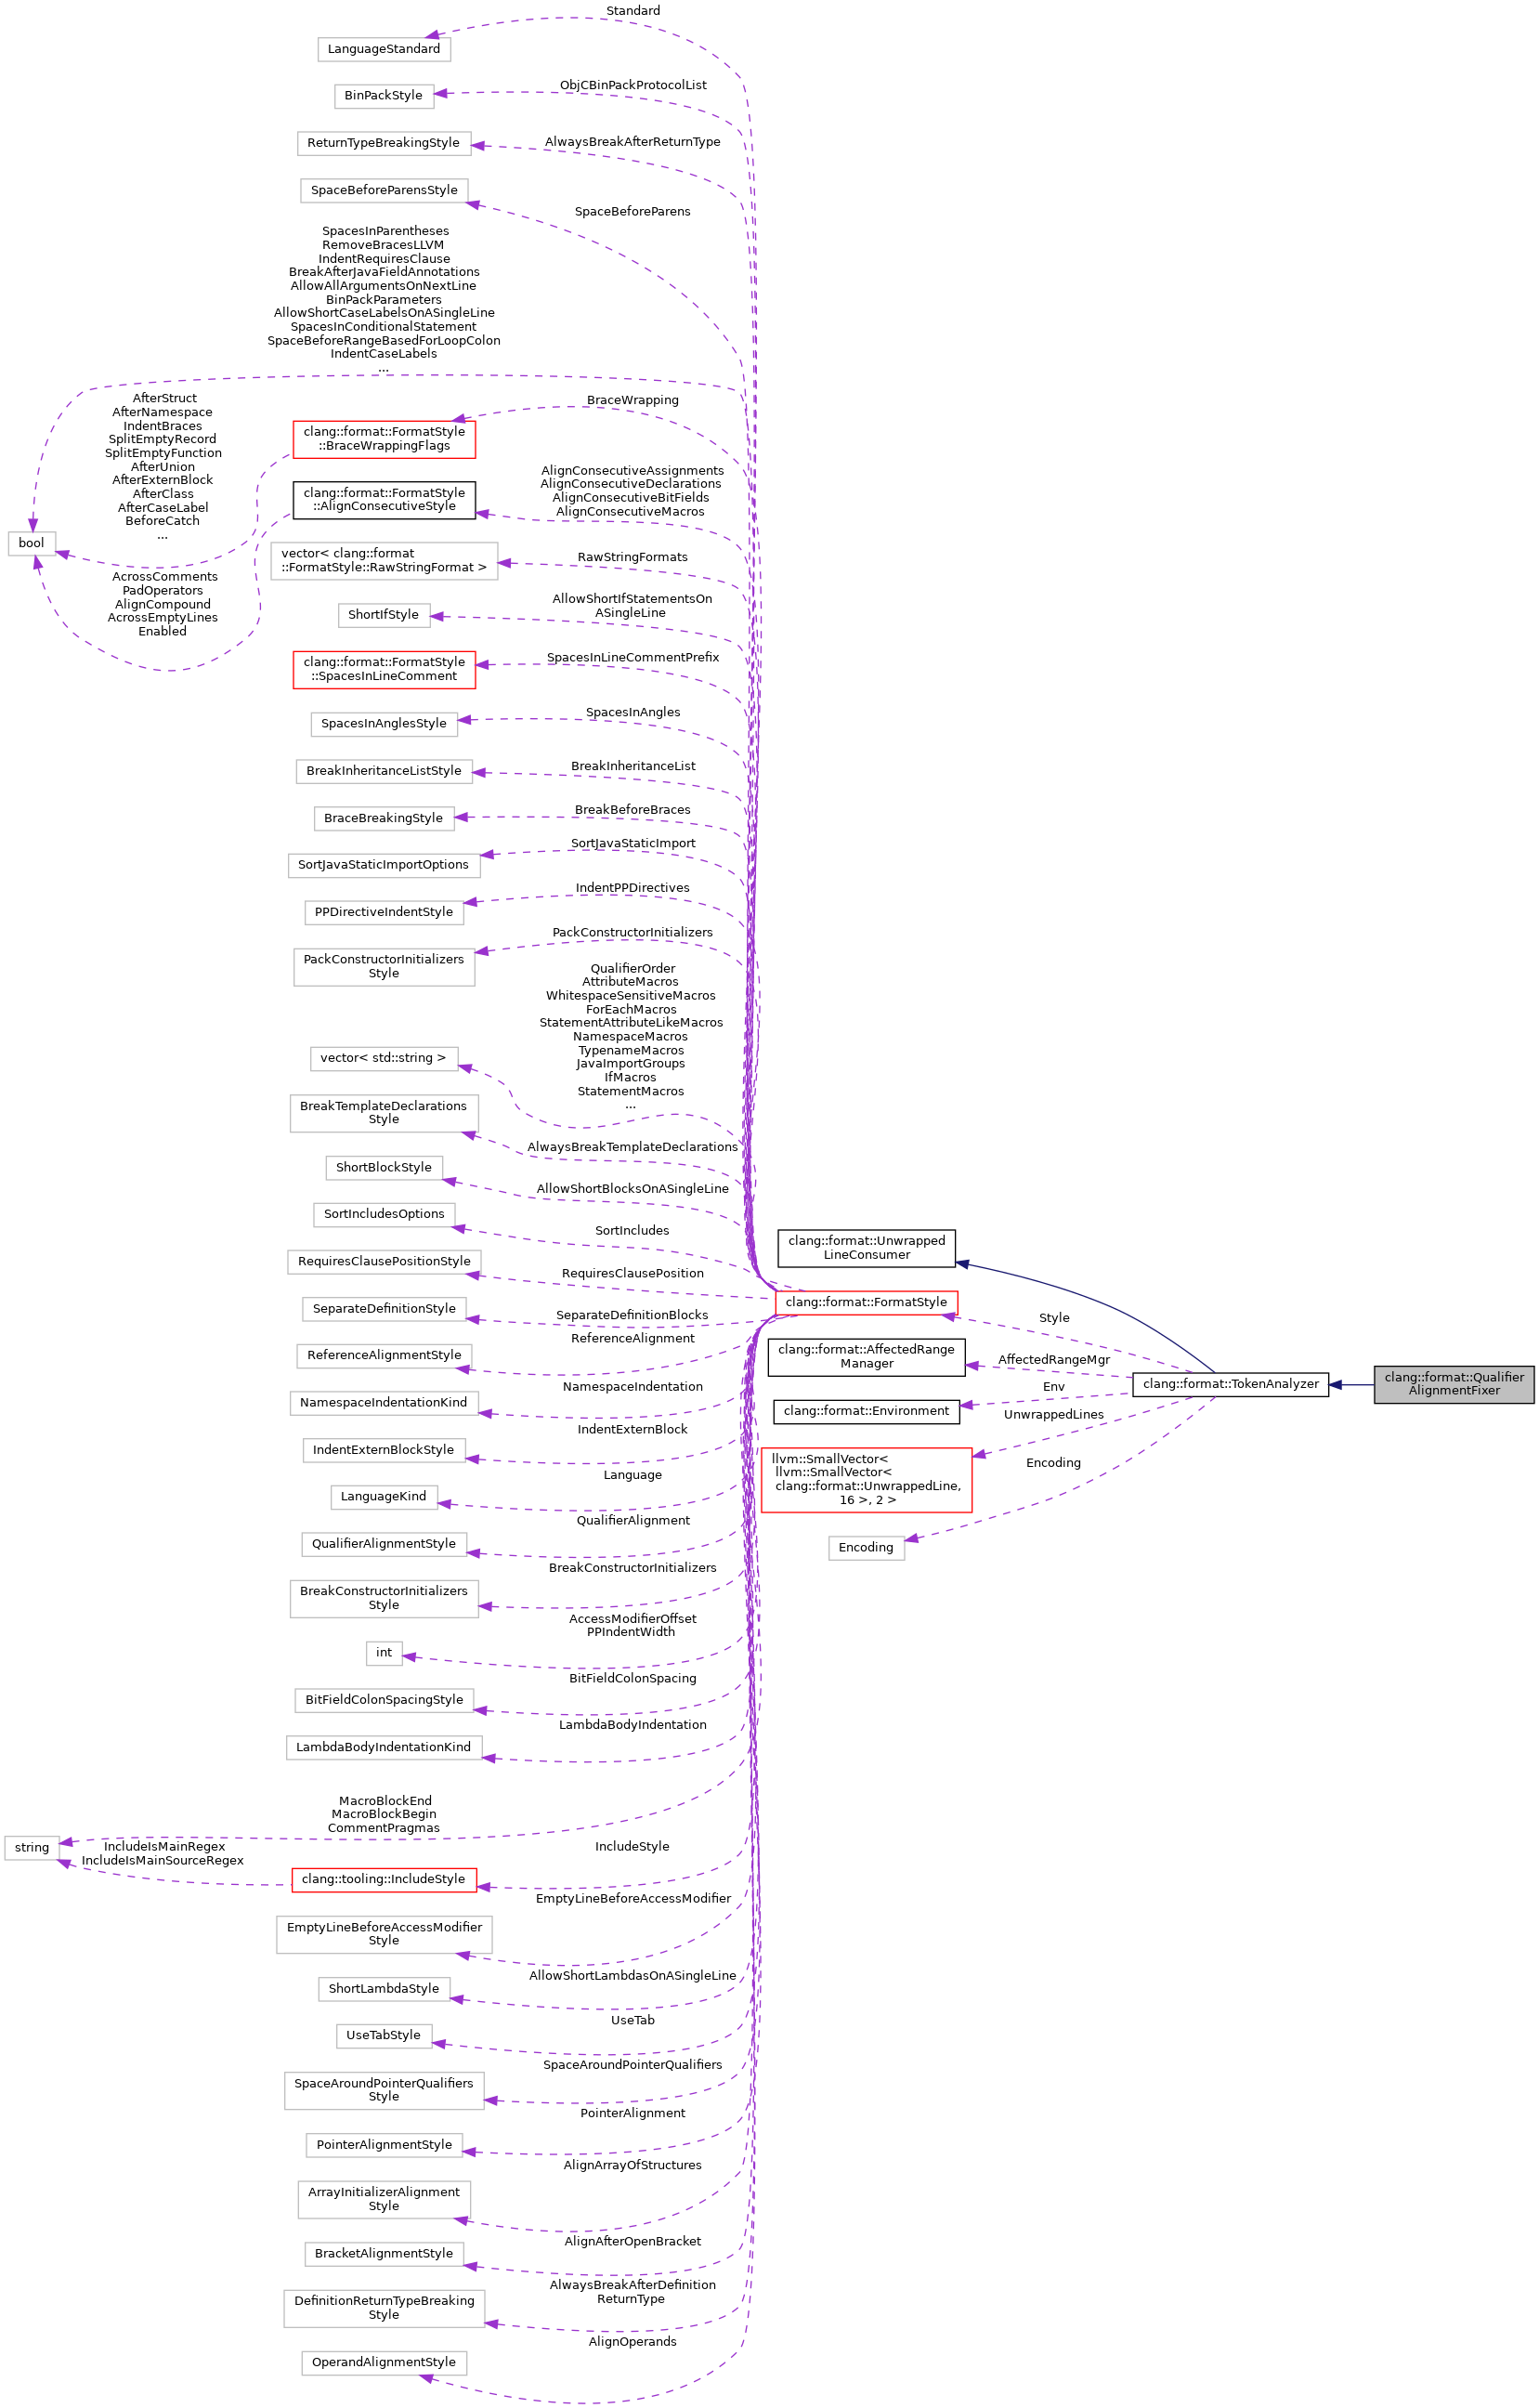 Standard
LanguageStandard
ObjCBinPackProtocolList
BinPackStyle
AlwaysBreakAfterReturnType
ReturnTypeBreakingStyle
SpaceBeforeParensStyle
SpaceBeforeParens
SpacesInParentheses
RemoveBracesLLVM
IndentRequiresClause
BreakAfterJavaFieldAnnotations
AllowAllArgumentsOnNextLine
BinPackParameters
AllowShortCaseLabelsOnASingleLine
SpacesInConditionalStatement
SpaceBeforeRangeBasedForLoopColon
IndentCaseLabels
...
AfterStruct
AfterNamespace
IndentBraces
SplitEmptyRecord
SplitEmptyFunction
AfterUnion
AfterExternBlock
AfterClass
AfterCaseLabel
BeforeCatch
...
BraceWrapping
clang::format::FormatStyle
::BraceWrappingFlags
AlignConsecutiveAssignments
AlignConsecutiveDeclarations
AlignConsecutiveBitFields
AlignConsecutiveMacros
clang::format::FormatStyle
::AlignConsecutiveStyle
bool
AcrossComments
PadOperators
AlignCompound
AcrossEmptyLines
Enabled
RawStringFormats
vector< clang::format
::FormatStyle::RawStringFormat >
AllowShortIfStatementsOn
ASingleLine
ShortIfStyle
SpacesInLineCommentPrefix
clang::format::FormatStyle
::SpacesInLineComment
SpacesInAngles
SpacesInAnglesStyle
BreakInheritanceList
BreakInheritanceListStyle
BreakBeforeBraces
BraceBreakingStyle
SortJavaStaticImport
SortJavaStaticImportOptions
IndentPPDirectives
PPDirectiveIndentStyle
PackConstructorInitializers
PackConstructorInitializers
Style
QualifierOrder
AttributeMacros
WhitespaceSensitiveMacros
ForEachMacros
StatementAttributeLikeMacros
NamespaceMacros
TypenameMacros
JavaImportGroups
IfMacros
StatementMacros
...
vector< std::string >
BreakTemplateDeclarations
Style
AlwaysBreakTemplateDeclarations
ShortBlockStyle
AllowShortBlocksOnASingleLine
SortIncludesOptions
SortIncludes
RequiresClausePositionStyle
RequiresClausePosition
SeparateDefinitionStyle
SeparateDefinitionBlocks
ReferenceAlignment
ReferenceAlignmentStyle
NamespaceIndentation
NamespaceIndentationKind
IndentExternBlock
IndentExternBlockStyle
Language
LanguageKind
QualifierAlignment
QualifierAlignmentStyle
BreakConstructorInitializers
BreakConstructorInitializers
Style
AccessModifierOffset
PPIndentWidth
int
BitFieldColonSpacing
BitFieldColonSpacingStyle
LambdaBodyIndentation
LambdaBodyIndentationKind
MacroBlockEnd
MacroBlockBegin
CommentPragmas
string
IncludeIsMainRegex
IncludeIsMainSourceRegex
IncludeStyle
clang::tooling::IncludeStyle
EmptyLineBeforeAccessModifier
EmptyLineBeforeAccessModifier
Style
AllowShortLambdasOnASingleLine
ShortLambdaStyle
UseTab
UseTabStyle
SpaceAroundPointerQualifiers
SpaceAroundPointerQualifiers
Style
PointerAlignment
PointerAlignmentStyle
AlignArrayOfStructures
ArrayInitializerAlignment
Style
AlignAfterOpenBracket
BracketAlignmentStyle
AlwaysBreakAfterDefinition
ReturnType
DefinitionReturnTypeBreaking
Style
AlignOperands
OperandAlignmentStyle
clang::format::Unwrapped
LineConsumer
clang::format::FormatStyle
Style
clang::format::AffectedRange
Manager
AffectedRangeMgr
Env
clang::format::Environment
UnwrappedLines
llvm::SmallVector<
llvm::SmallVector<
clang::format::UnwrappedLine,
16 >, 2 >
Encoding
Encoding
clang::format::TokenAnalyzer
clang::format::Qualifier
AlignmentFixer